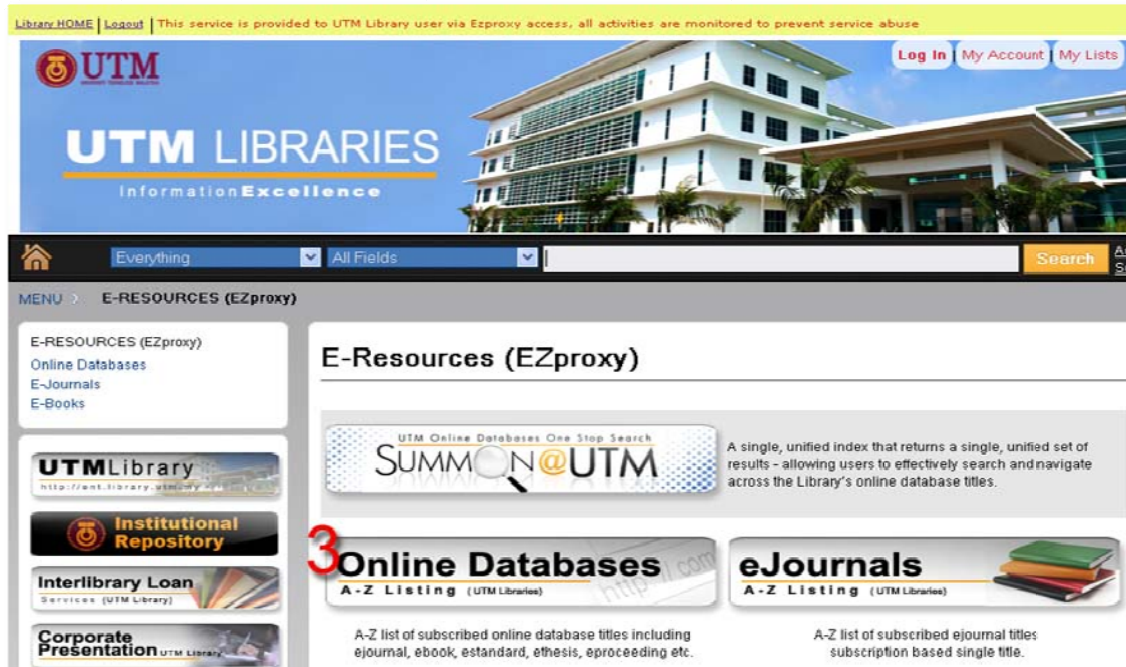 Library HOME | Logout | This service is provided to UTM Library user via Ezproxy access, all activities are monitored to prevent service abuse
UTM
Log In | My Account | My Lists
UTM LIBRARIES
Information Excellence
Everything
All Fields
Search
MENU
E-RESOURCES (EZproxy)
E-RESOURCES (EZproxy)
Online Databases
E-Journals
E-Books
UTMLibrary
Institutional
Repository
Interlibrary Loan
Services (UTM Library)
Corporate
Presentation UTM Library
E-Resources (EZproxy)
UTM Online Databases One Stop Search
SUMMON@UTM
A single, unified index that returns a single, unified set of
results - allowing users to effectively search and navigate
across the Library's online database titles.
3
Online Databases
A-Z Listing (UTM Libraries)
http://.com
A-Z list of subscribed online database titles including
ejournal, ebook, estandard, ethesis, eproceeding etc.
eJournals
A-Z Listing (UTM Libraries)
A-Z list of subscribed ejournal titles
subscription based single title.